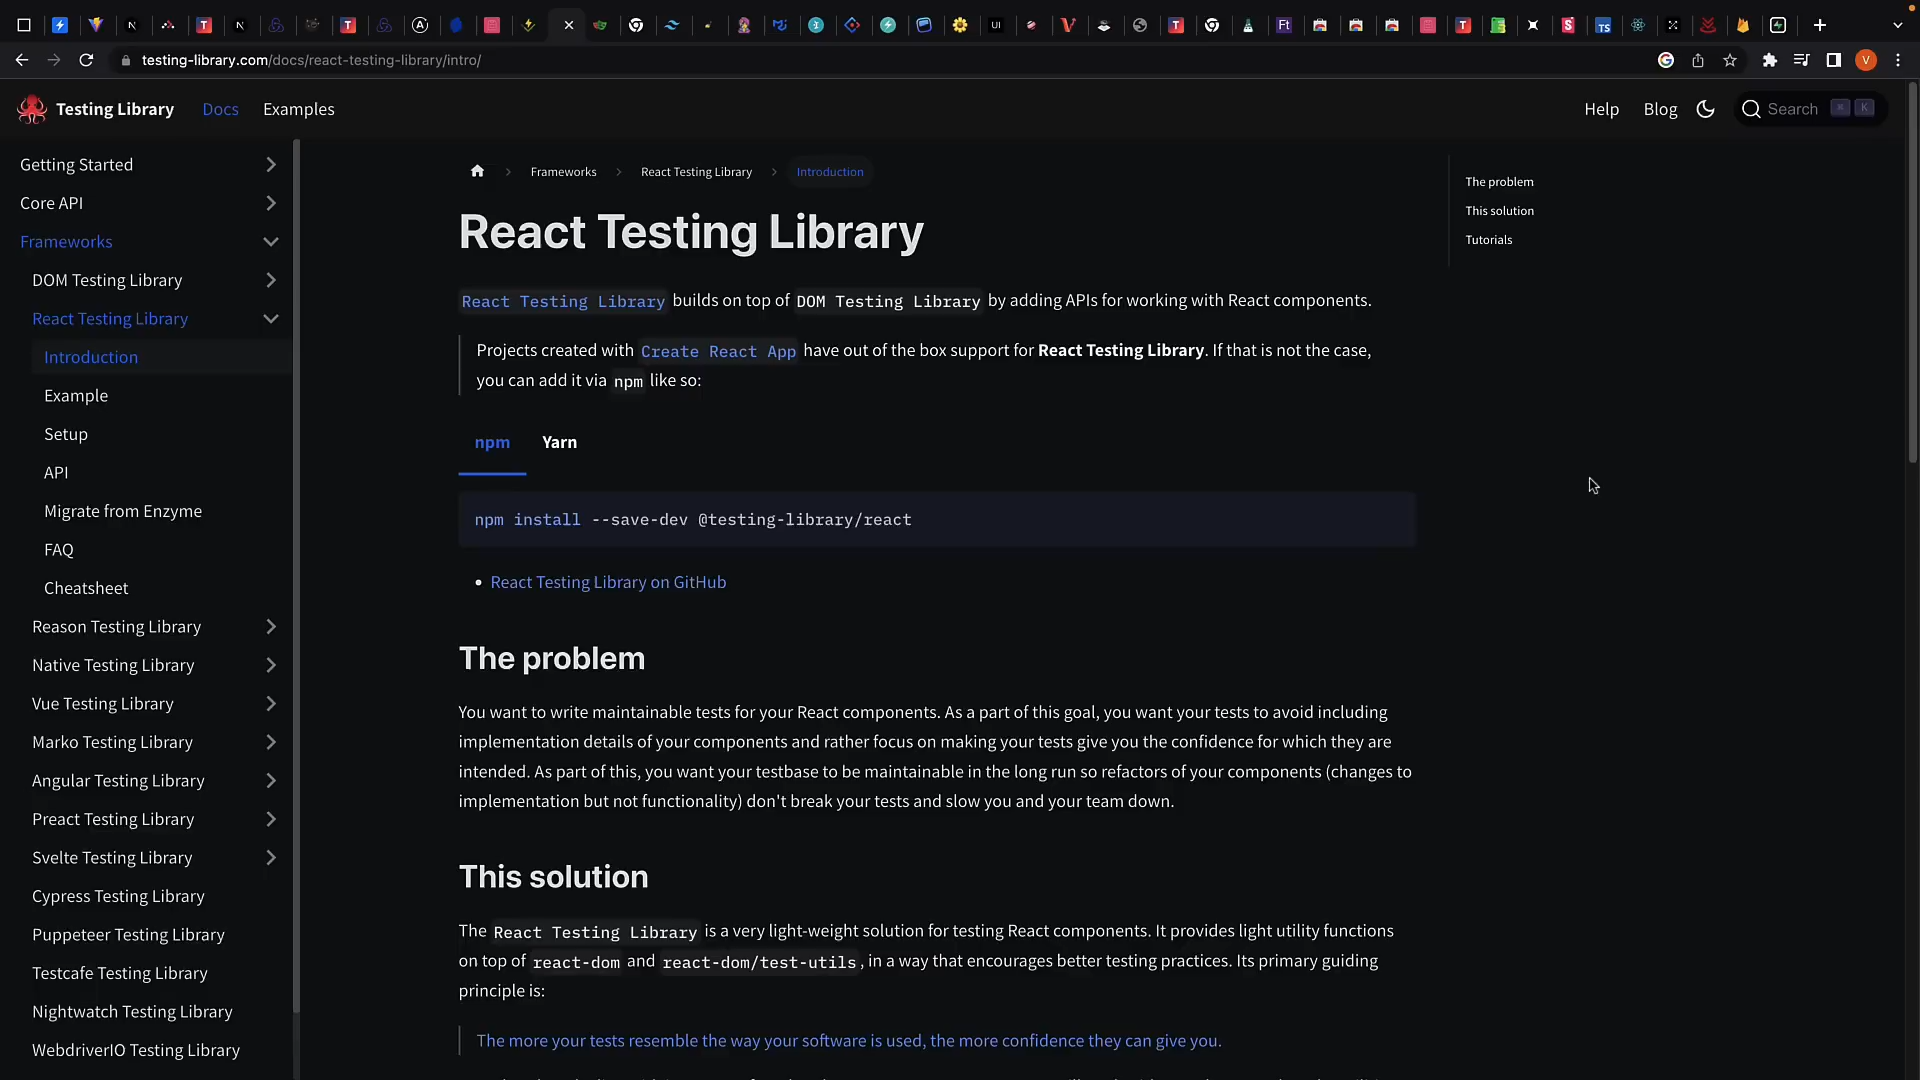 testing-library.com/docs/react-testing-library/intro/
V
Testing Library
Docs
Examples
Help
Blog
Search
⌘ K
Getting Started
Core API
Frameworks
DOM Testing Library
React Testing Library
Introduction
Example
Setup
API
Migrate from Enzyme
FAQ
Cheatsheet
Reason Testing Library
Native Testing Library
Vue Testing Library
Marko Testing Library
Angular Testing Library
Preact Testing Library
Svelte Testing Library
Cypress Testing Library
Puppeteer Testing Library
Testcafe Testing Library
Nightwatch Testing Library
WebdriverIO Testing Library
Frameworks
React Testing Library
Introduction
React Testing Library
React Testing Library builds on top of DOM Testing Library by adding APIs for working with React components.
Projects created with Create React App have out of the box support for React Testing Library. If that is not the case,
you can add it via npm like so:
npm
Yarn
npm install --save-dev @testing-library/react
• React Testing Library on GitHub
The problem
You want to write maintainable tests for your React components. As a part of this goal, you want your tests to avoid including
implementation details of your components and rather focus on making your tests give you the confidence for which they are
intended. As part of this, you want your testbase to be maintainable in the long run so refactors of your components (changes to
implementation but not functionality) don't break your tests and slow you and your team down.
This solution
The React Testing Library is a very light-weight solution for testing React components. It provides light utility functions
on top of react-dom and react-dom/test-utils, in a way that encourages better testing practices. Its primary guiding
principle is:
The more your tests resemble the way your software is used, the more confidence they can give you.
The problem
This solution
Tutorials